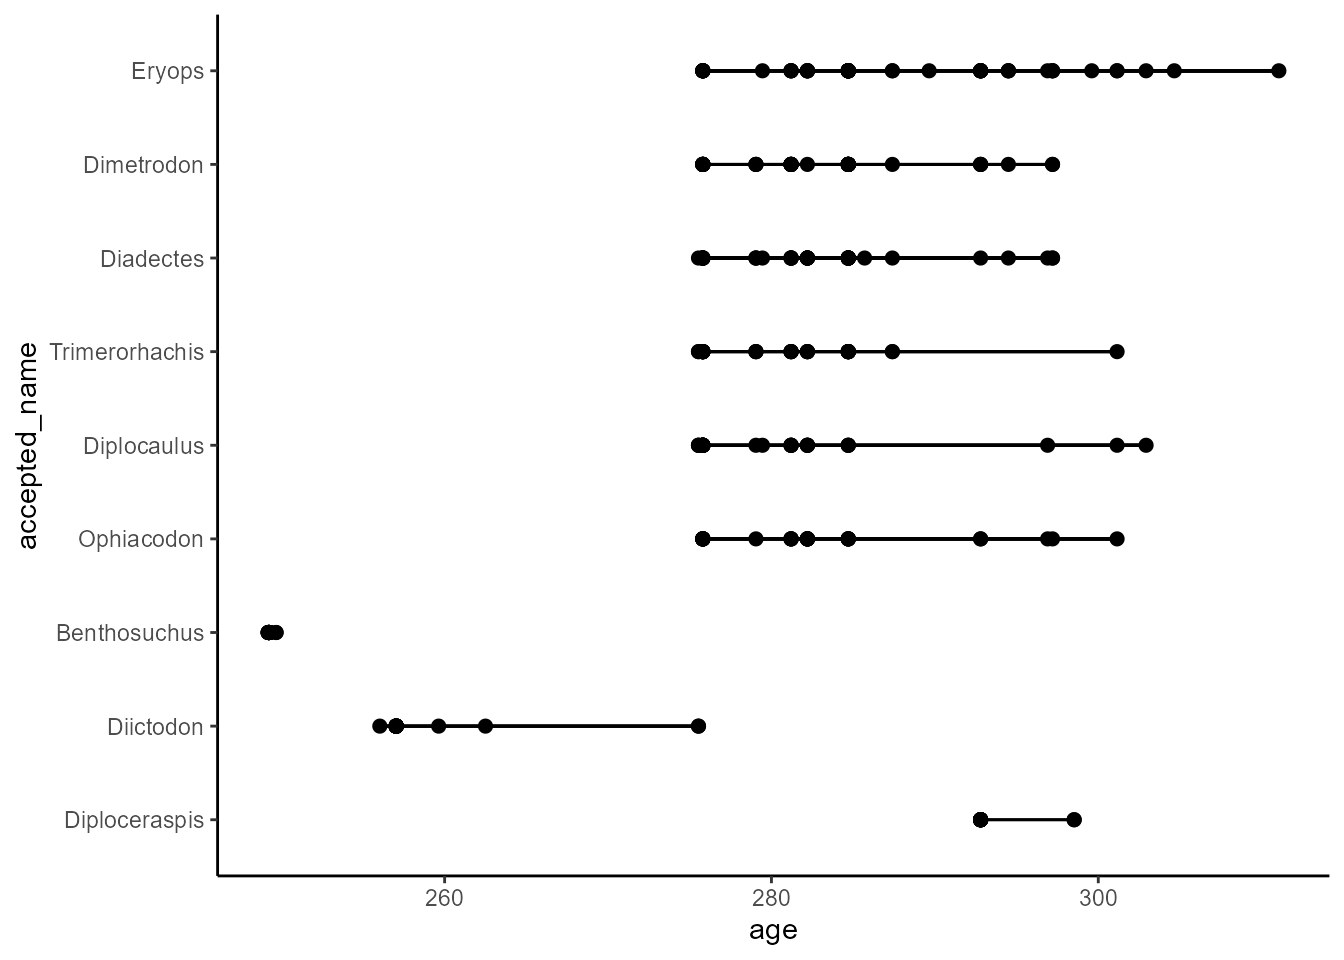 Eryops
Dimetrodon
Diadectes
Trimerorhachis
Diplocaulus
Ophiacodon
Benthosuchus
Diictodon
Diploceraspis
accepted_name
260 280 300
age